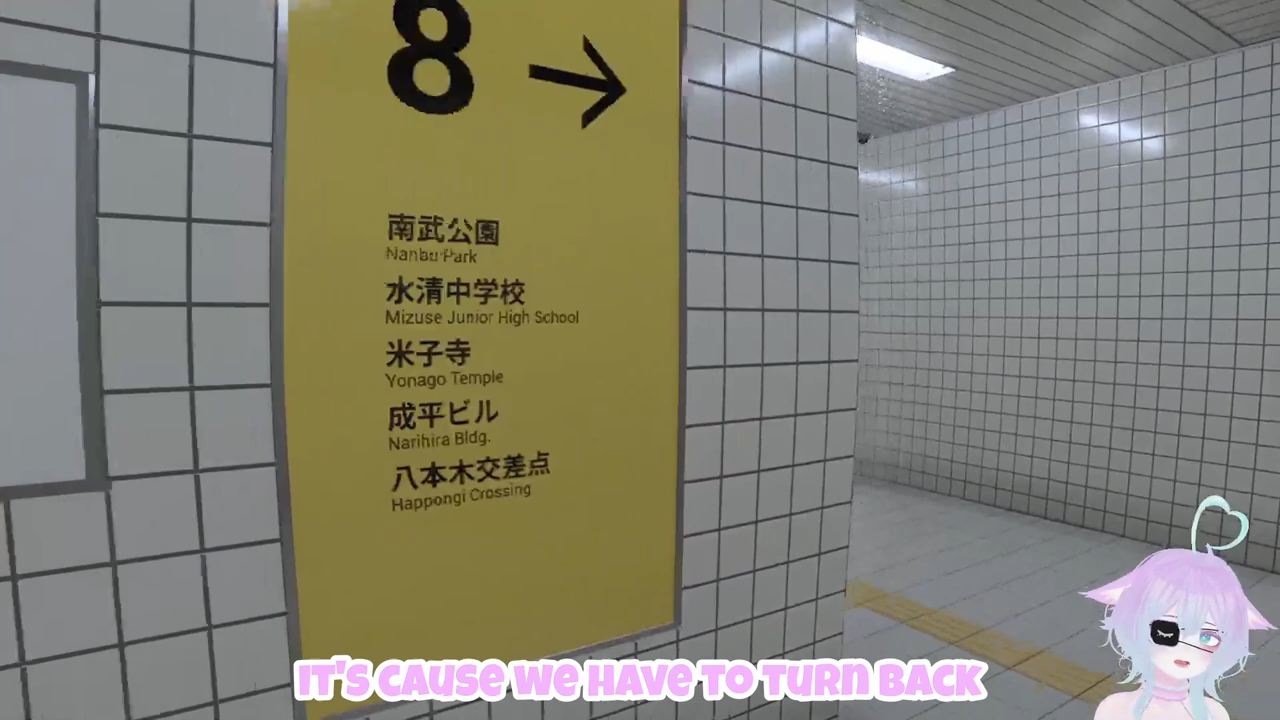 8 →
南武公園
Nanbu Park
水清中学校
Mizuse Junior High School
米子寺
Yonago Temple
成平ビル
Narihira Bldg.
八本木交差点
Happongi Crossing
IT'S CAUSE WE HAVE TO TURN BACK